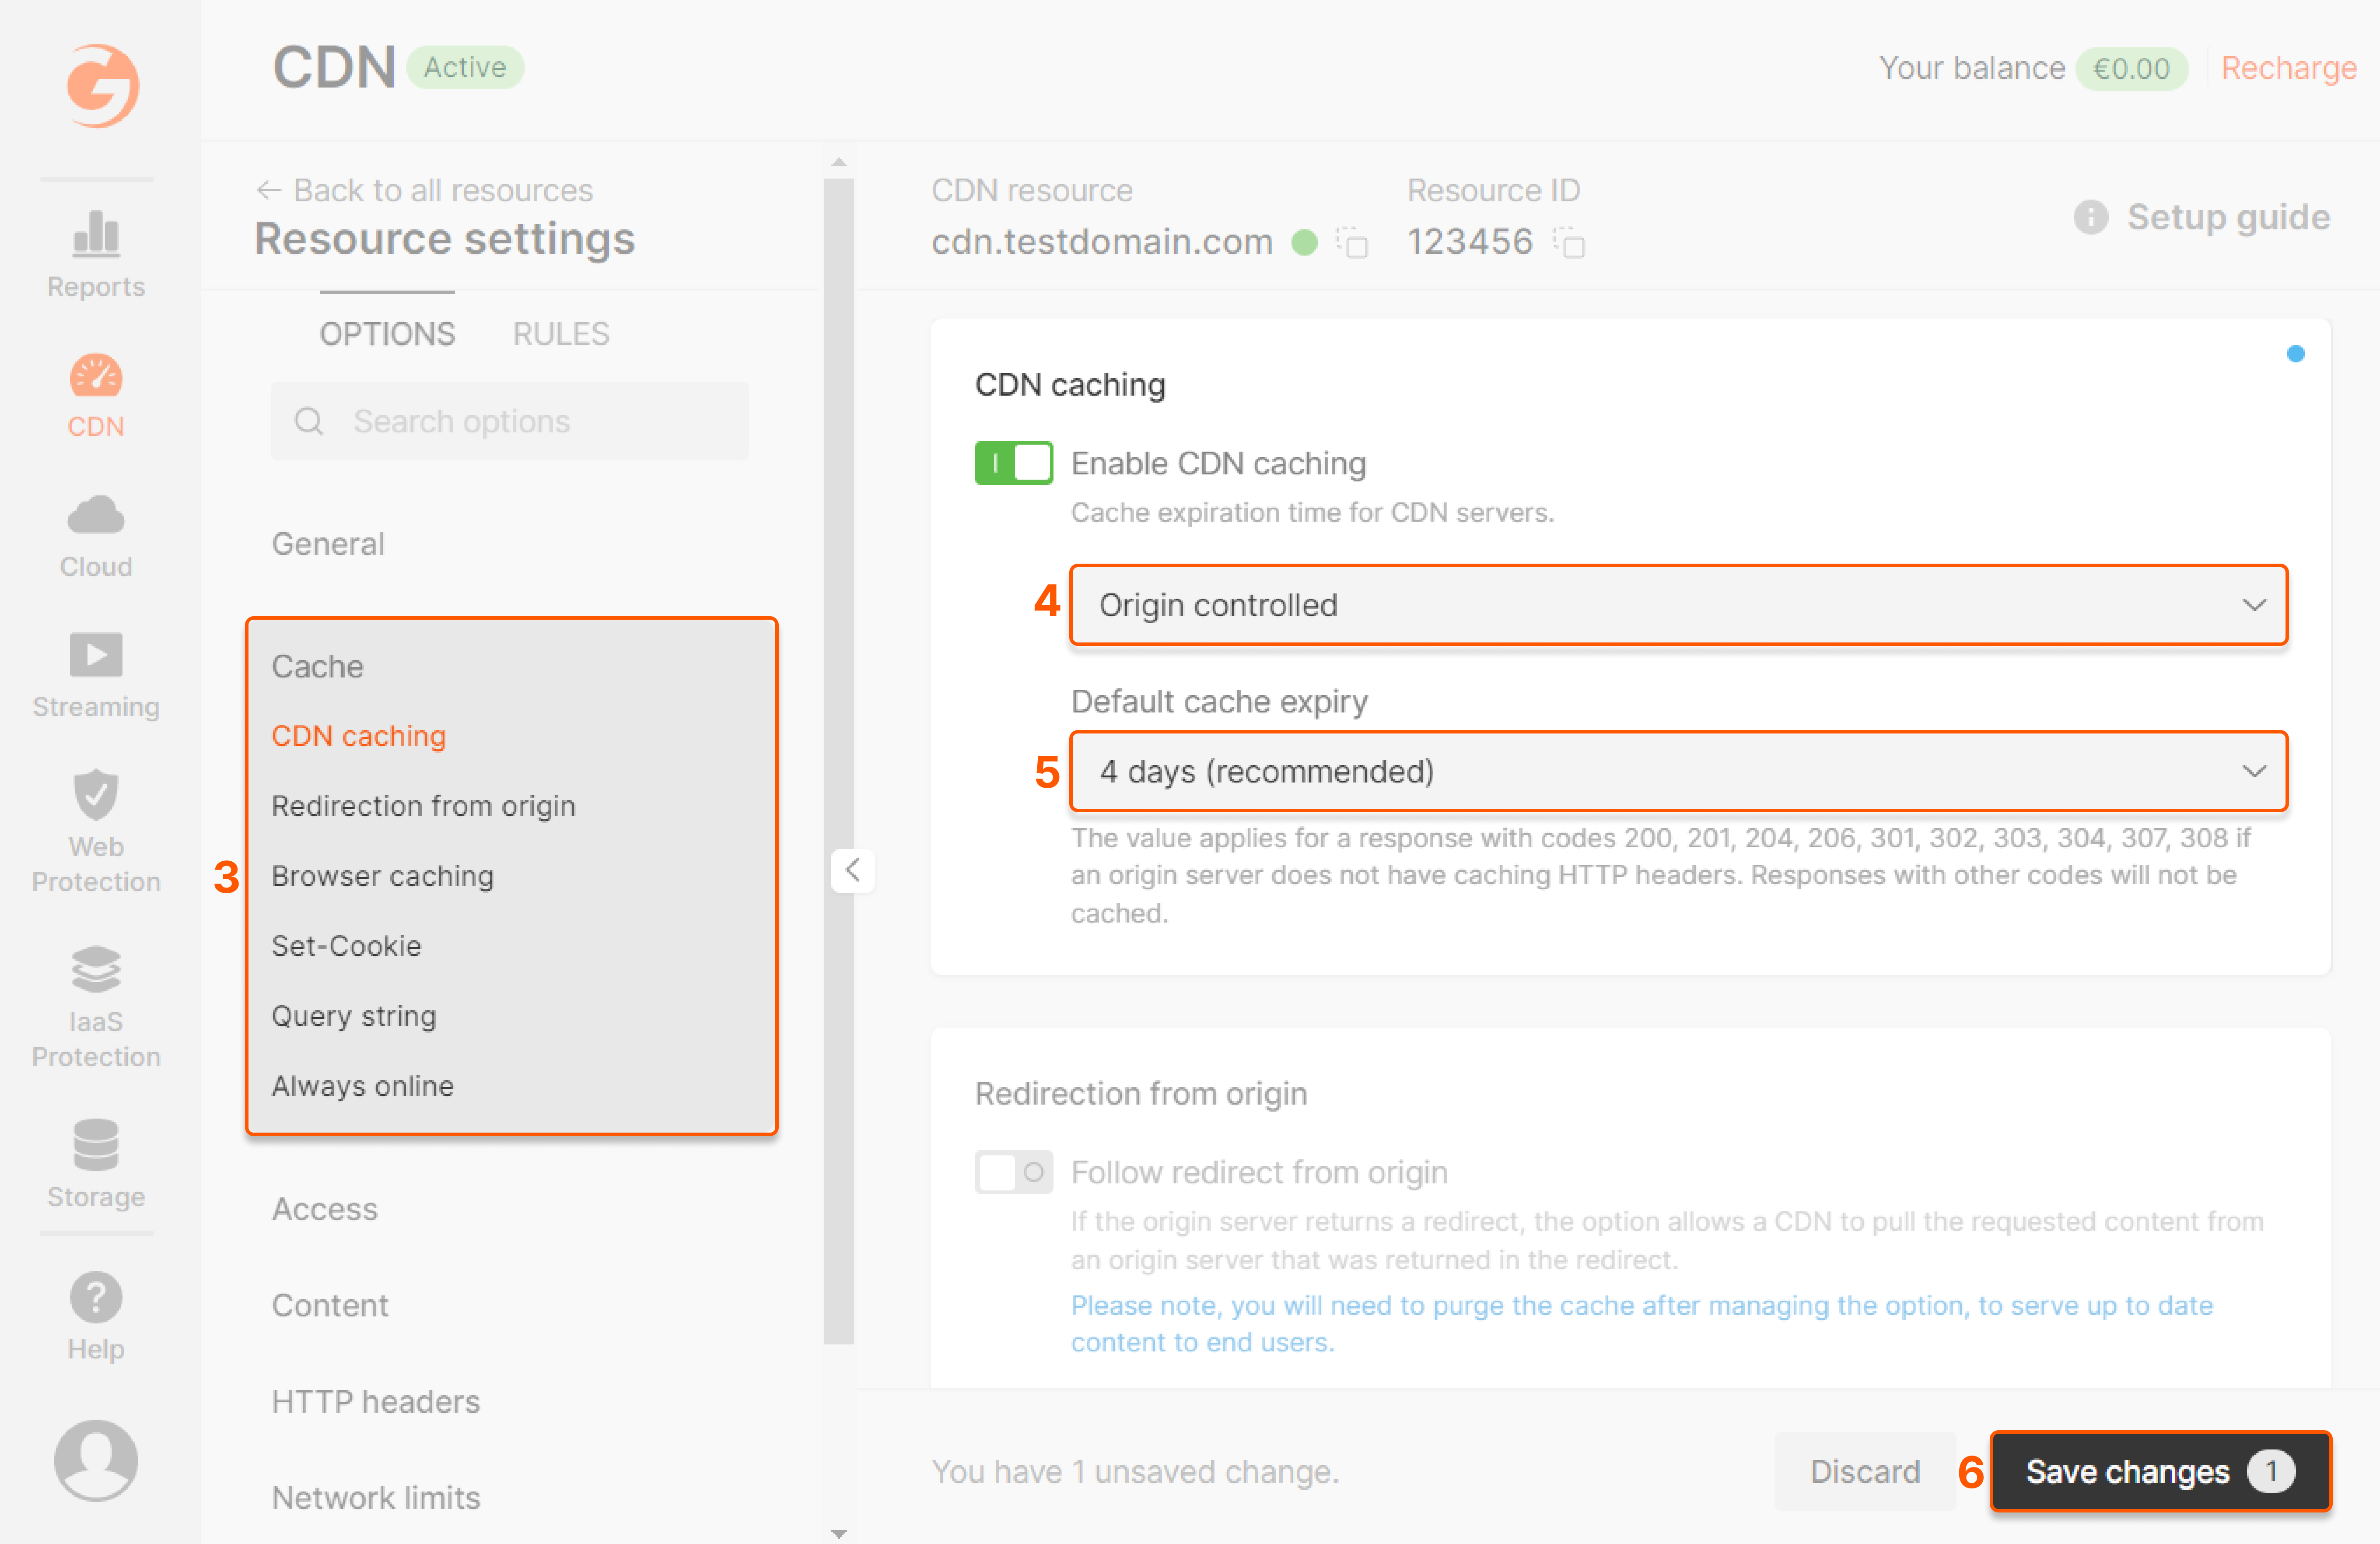 CDN Active
Your balance €0.00 Recharge
Reports
CDN
Cloud
Streaming
Web
Protection
IaaS
Protection
Storage
Help
Back to all resources
Resource settings
OPTIONS RULES
Search options
General
3
Cache
CDN caching
Redirection from origin
Browser caching
Set-Cookie
Query string
Always online
Access
Content
HTTP headers
Network limits
CDN resource
cdn.testdomain.com
Resource ID
123456
Setup guide
CDN caching
Enable CDN caching
Cache expiration time for CDN servers.
4 Origin controlled
Default cache expiry
5 4 days (recommended)
The value applies for a response with codes 200, 201, 204, 206, 301, 302, 303, 304, 307, 308 if
an origin server does not have caching HTTP headers. Responses with other codes will not be
cached.
Redirection from origin
Follow redirect from origin
If the origin server returns a redirect, the option allows a CDN to pull the requested content from
an origin server that was returned in the redirect.
Please note, you will need to purge the cache after managing the option, to serve up to date
content to end users.
You have 1 unsaved change.
Discard
6 Save changes 1